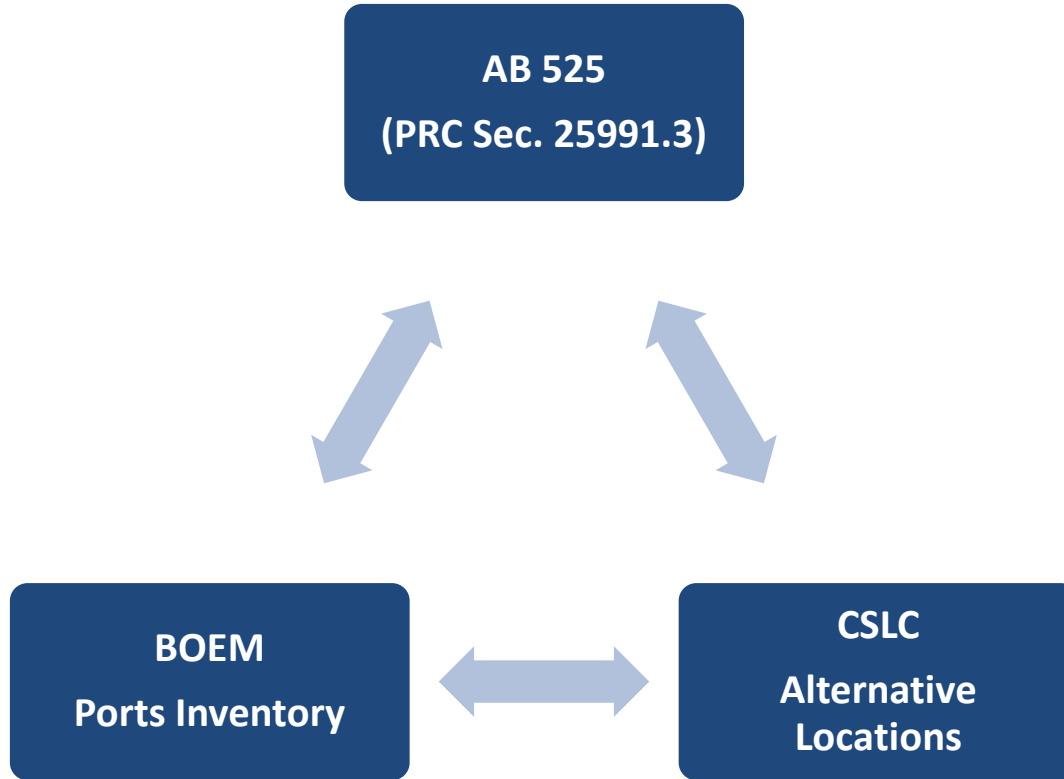 AB 525
(PRC Sec. 25991.3)
BOEM
Ports Inventory
CSLC
Alternative
Locations